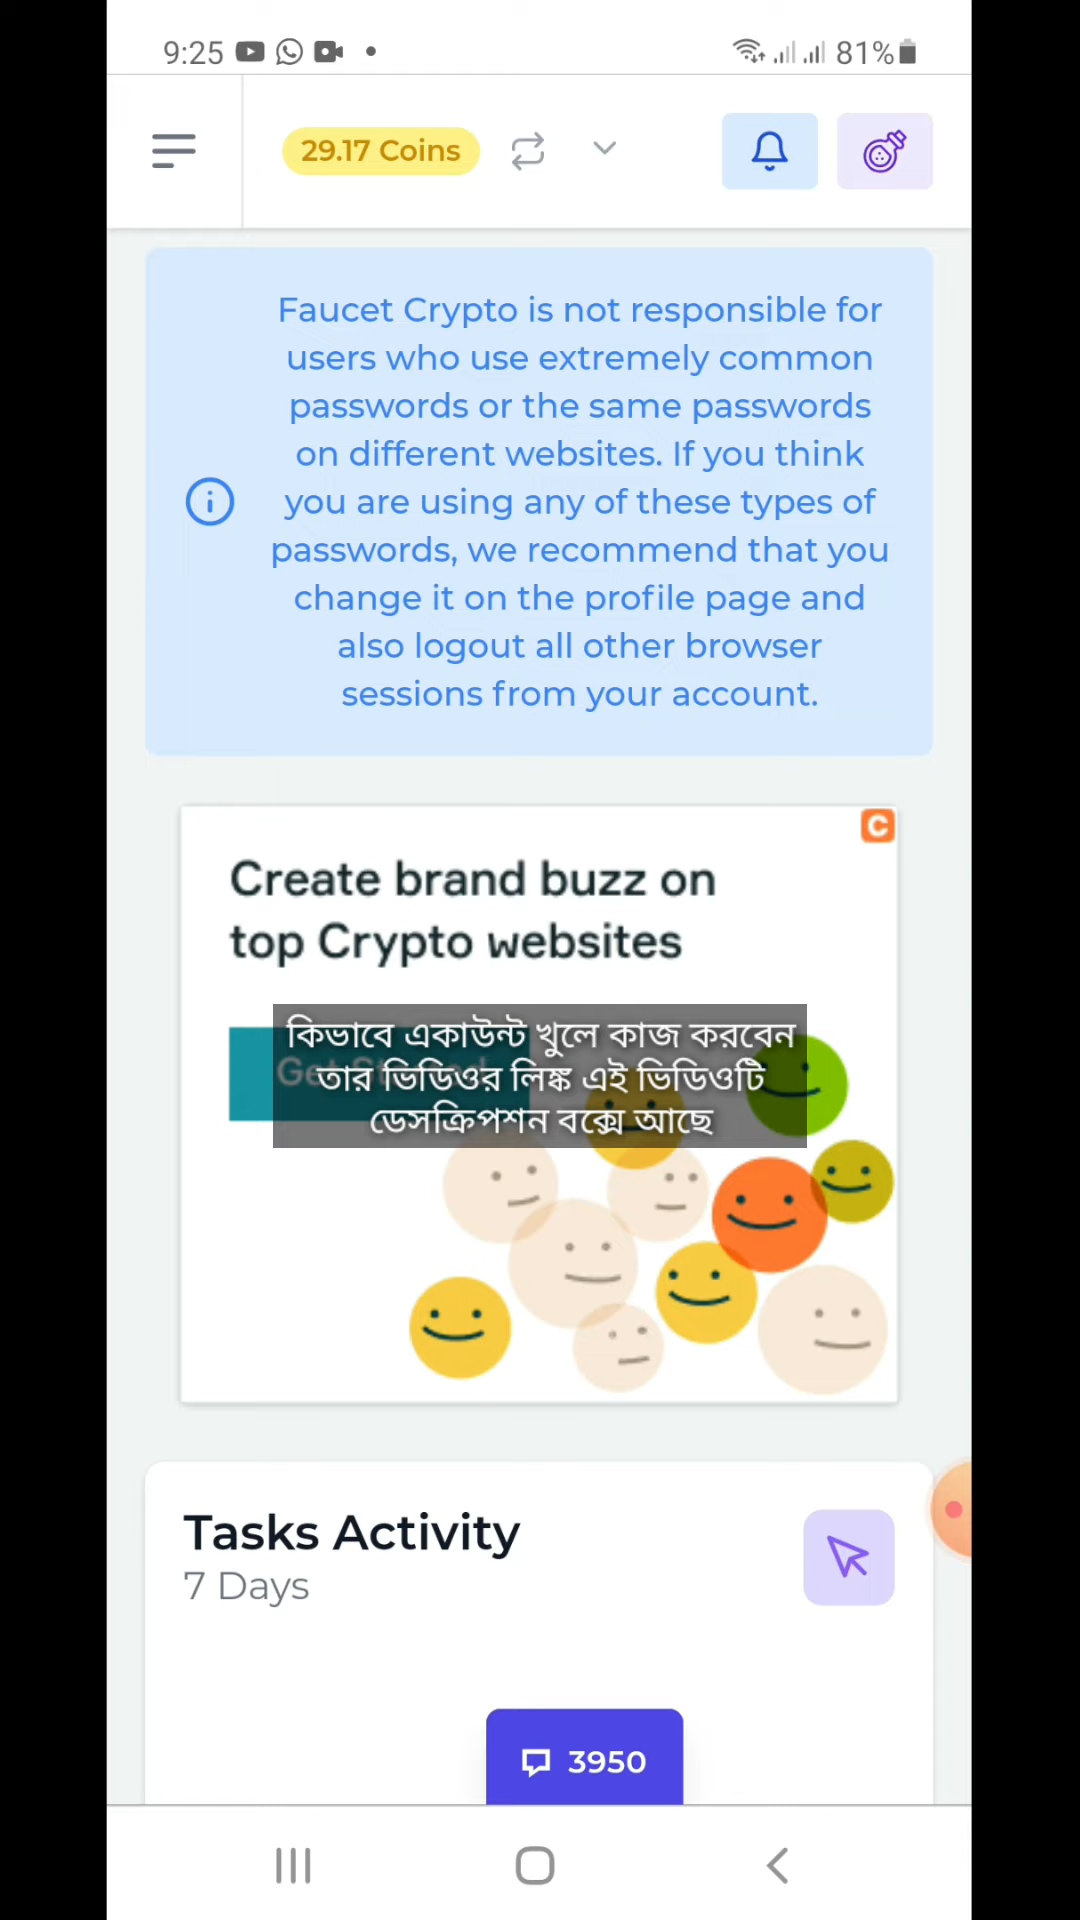 9:25
81%
29.17 Coins
Faucet Crypto is not responsible for
users who use extremely common
passwords or the same passwords
on different websites. If you think
you are using any of these types of
passwords, we recommend that you
change it on the profile page and
also logout all other browser
sessions from your account.
C
Create brand buzz on
top Crypto websites
কিভাবে একাউন্ট খুলে কাজ করবেন
তার ভিডিওর লিঙ্ক এই ভিডিওটি
ডেসক্রিপশন বক্সে আছে
Tasks Activity
7 Days
3950